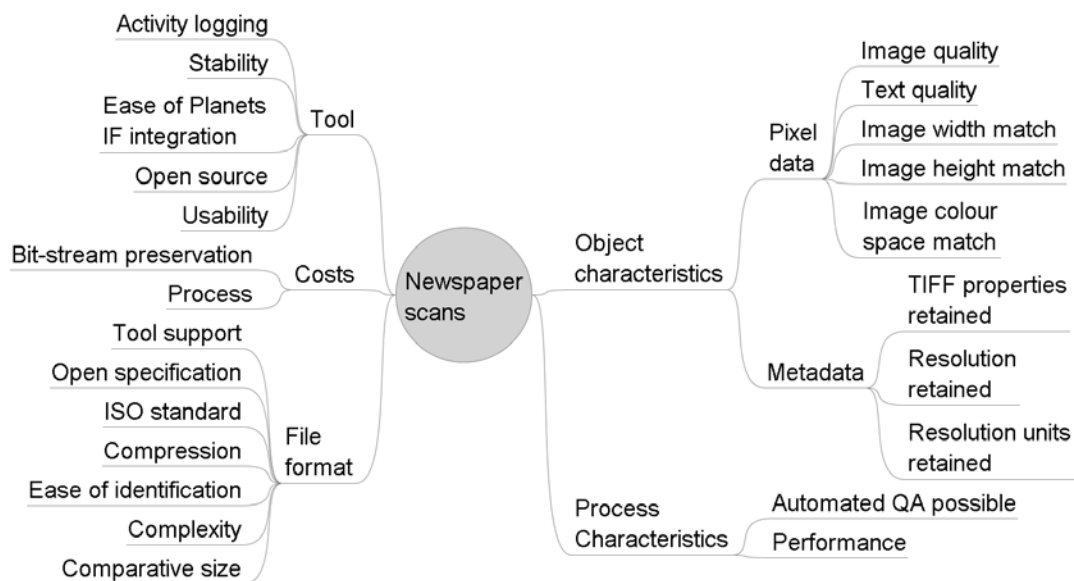 Activity logging
Stability
Ease of Planets
IF integration
Open source
Usability
Tool
Bit-stream preservation
Process
Costs
Tool support
Open specification
ISO standard
Compression
Ease of identification
Complexity
Comparative size
File
format
Newspaper
scans
Object
characteristics
Pixel
data
Image quality
Text quality
Image width match
Image height match
Image colour
space match
Metadata
TIFF properties
retained
Resolution
retained
Resolution units
retained
Process
Characteristics
Automated QA possible
Performance